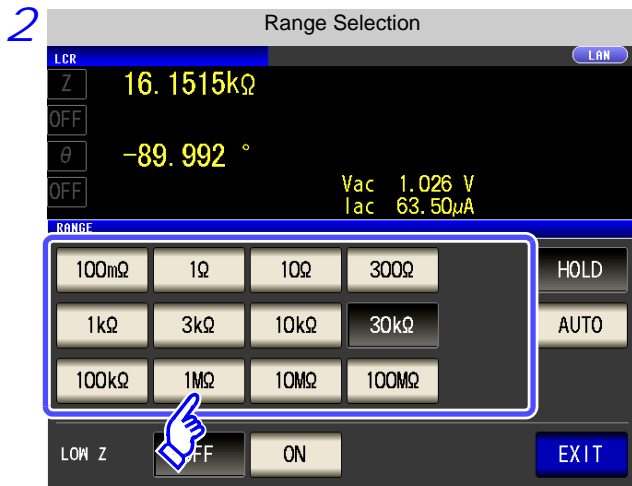 2 Range Selection
LCR LAN
Z 16.1515kΩ
OFF
θ -89.992 °
OFF
Vac 1.026 V
Iac 63.50μA
RANGE
100mΩ 1Ω 10Ω 300Ω HOLD
1kΩ 3kΩ 10kΩ 30kΩ AUTO
100kΩ 1MΩ 10MΩ 100MΩ
LOW Z OFF ON EXIT